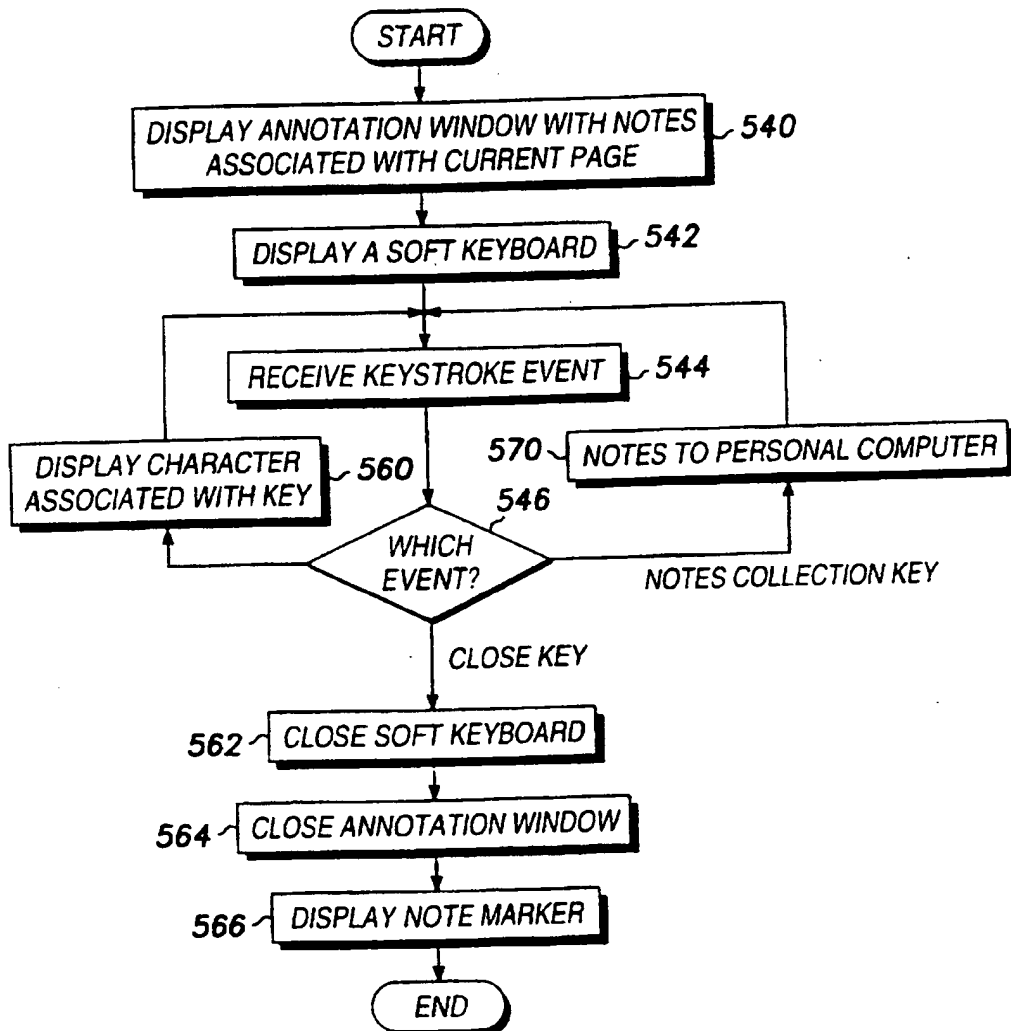 START
DISPLAY ANNOTATION WINDOW WITH NOTES
ASSOCIATED WITH CURRENT PAGE
540
DISPLAY A SOFT KEYBOARD
542
RECEIVE KEYSTROKE EVENT
544
DISPLAY CHARACTER
ASSOCIATED WITH KEY
560
570
NOTES TO PERSONAL COMPUTER
546
WHICH
EVENT?
NOTES COLLECTION KEY
CLOSE KEY
562
CLOSE SOFT KEYBOARD
564
CLOSE ANNOTATION WINDOW
566
DISPLAY NOTE MARKER
END